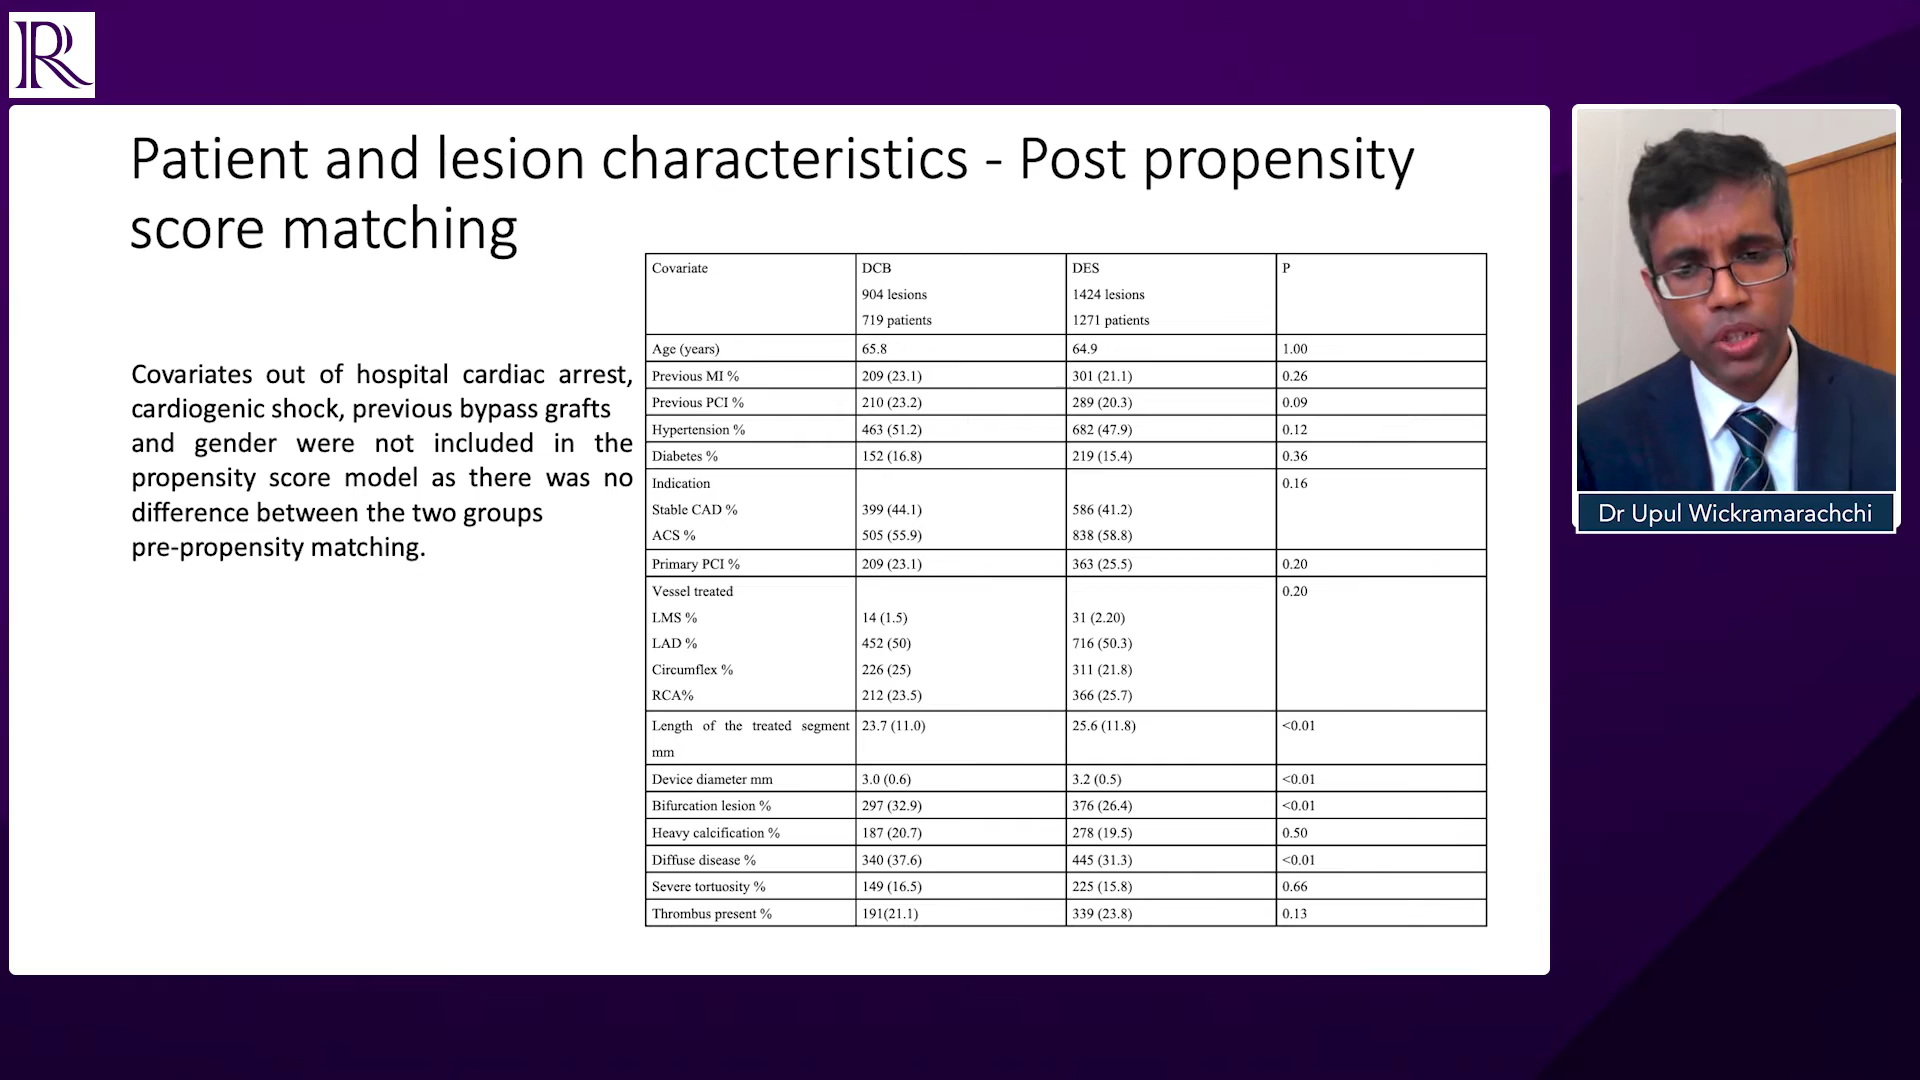 R
Patient and lesion characteristics - Post propensity
score matching
Covariates out of hospital cardiac arrest,
cardiogenic shock, previous bypass grafts
and gender were not included in the
propensity score model as there was no
difference between the two groups
pre-propensity matching.
Covariate DCB DES P
904 lesions 1424 lesions
719 patients 1271 patients
Age (years) 65.8 64.9 1.00
Previous MI % 209 (23.1) 301 (21.1) 0.26
Previous PCI % 210 (23.2) 289 (20.3) 0.09
Hypertension % 463 (51.2) 682 (47.9) 0.12
Diabetes % 152 (16.8) 219 (15.4) 0.36
Indication 0.16
Stable CAD % 399 (44.1) 586 (41.2)
ACS % 505 (55.9) 838 (58.8)
Primary PCI % 209 (23.1) 363 (25.5) 0.20
Vessel treated 0.20
LMS % 14 (1.5) 31 (2.20)
LAD % 452 (50) 716 (50.3)
Circumflex % 226 (25) 311 (21.8)
RCA% 212 (23.5) 366 (25.7)
Length of the treated segment 23.7 (11.0) 25.6 (11.8) <0.01
mm
Device diameter mm 3.0 (0.6) 3.2 (0.5) <0.01
Bifurcation lesion % 297 (32.9) 376 (26.4) <0.01
Heavy calcification % 187 (20.7) 278 (19.5) 0.50
Diffuse disease % 340 (37.6) 445 (31.3) <0.01
Severe tortuosity % 149 (16.5) 225 (15.8) 0.66
Thrombus present % 191(21.1) 339 (23.8) 0.13
Dr Upul Wickramarachchi